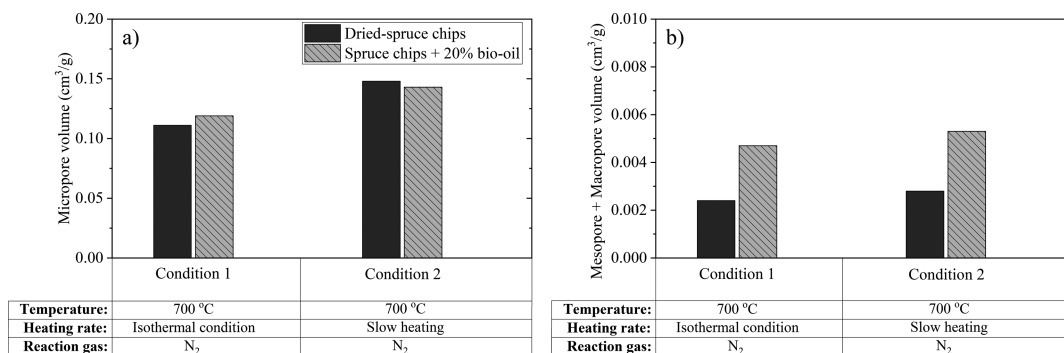 a)
Dried-spruce chips
Spruce chips + 20% bio-oil
Micropore volume (cm³/g)
0.20
0.15
0.10
0.05
0.00
Condition 1 Condition 2
Temperature: 700 °C 700 °C
Heating rate: Isothermal condition Slow heating
Reaction gas: N₂ N₂
b)
Mesopore + Macropore volume (cm³/g)
0.010
0.008
0.006
0.004
0.002
0.000
Condition 1 Condition 2
Temperature: 700 °C 700 °C
Heating rate: Isothermal condition Slow heating
Reaction gas: N₂ N₂